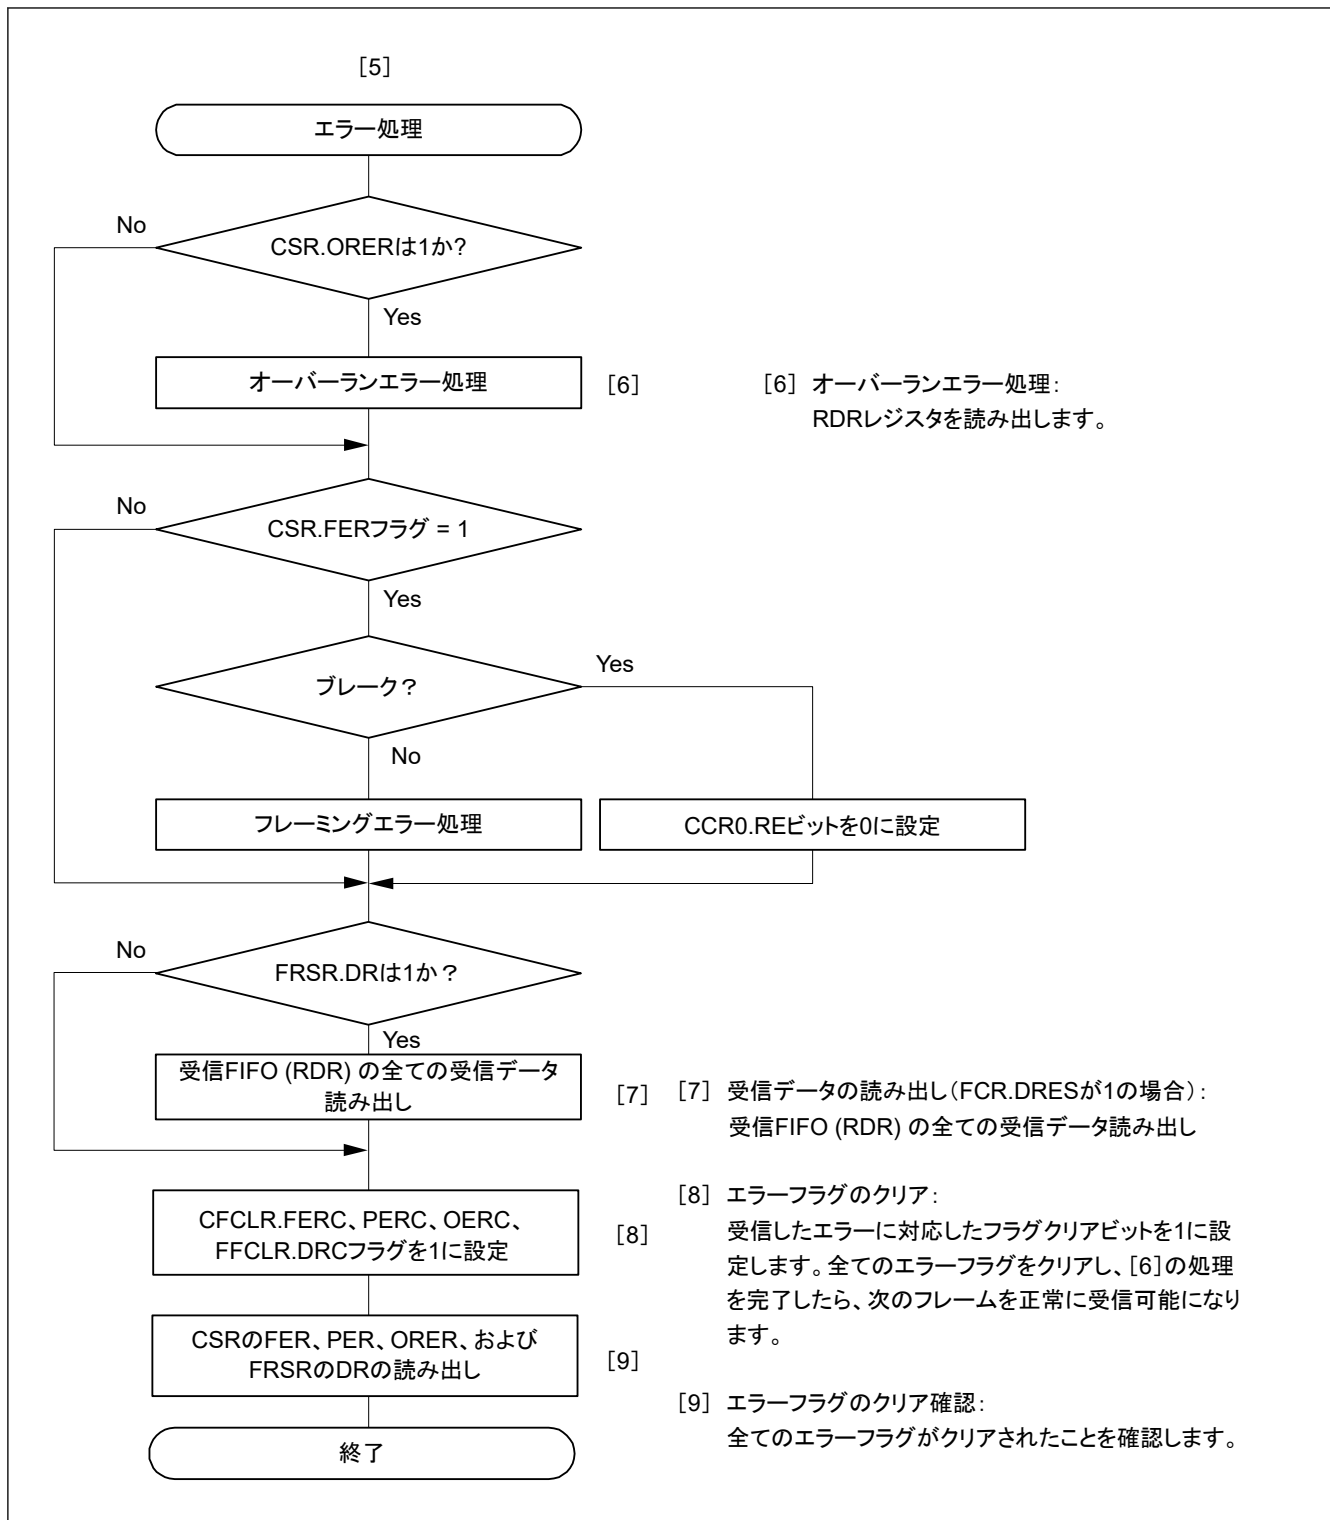 [5]
エラー処理
No
CSR.ORERは1か?
Yes
オーバーランエラー処理
[6]
[6] オーバーランエラー処理:
RDRレジスタを読み出します。
No
CSR.FERフラグ = 1
Yes
ブレーク?
Yes
No
フレーミングエラー処理
CCR0.REビットを0に設定
No
FRSR.DRは1か?
Yes
受信FIFO (RDR) の全ての受信データ
読み出し
[7]
[7] 受信データの読み出し(FCR.DRESが1の場合):
受信FIFO (RDR) の全ての受信データ読み出し
CFCLR.FERC、PERC、OERC、
FFCLR.DRCフラグを1に設定
[8]
[8] エラーフラグのクリア:
受信したエラーに対応したフラグクリアビットを1に設
定します。全てのエラーフラグをクリアし、[6]の処理
を完了したら、次のフレームを正常に受信可能になり
ます。
CSRのFER、PER、ORER、および
FRSRのDRの読み出し
[9]
[9] エラーフラグのクリア確認:
全てのエラーフラグがクリアされたことを確認します。
終了